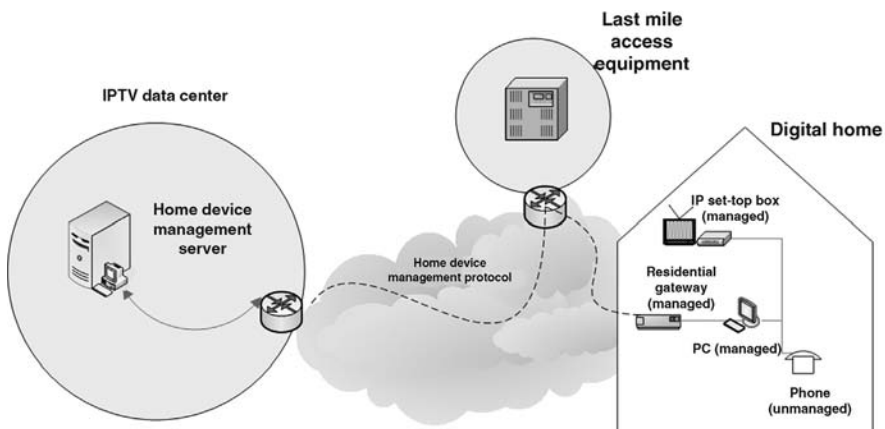 Last mile
access
equipment
IPTV data center
Digital home
Home device
management
server
IP set-top box
(managed)
Home device
management protocol
Residential
gateway
(managed)
PC (managed)
Phone
(unmanaged)